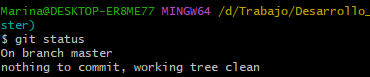 Marina@DESKTOP-ER8ME77 MINGW64 /d/Trabajo/Desarrollo_
ster)
$ git status
On branch master
nothing to commit, working tree clean